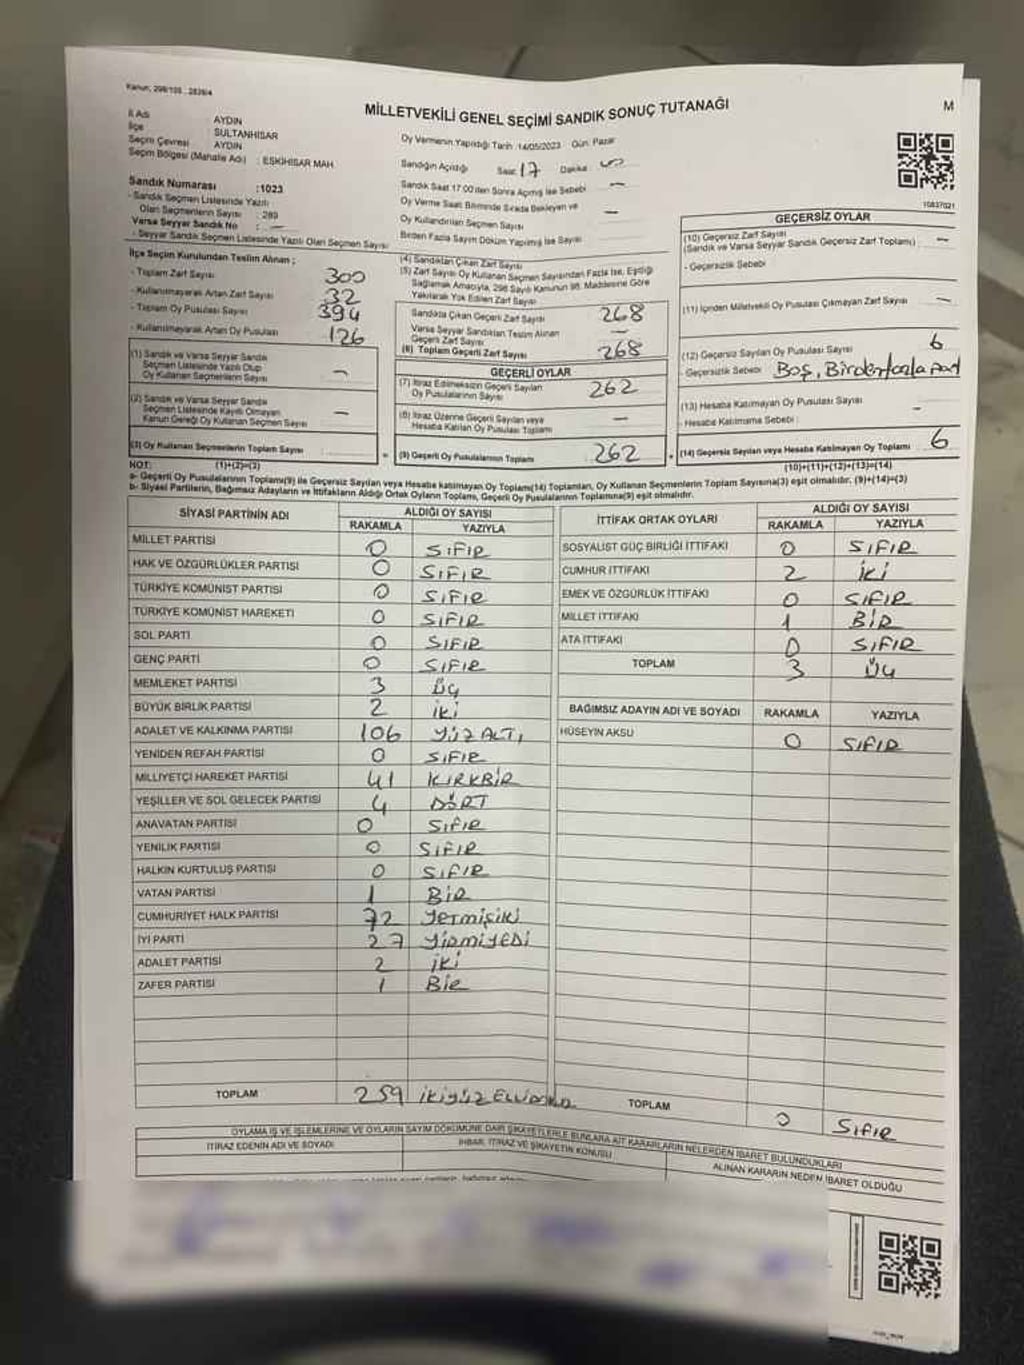 Kanun: 298/105 . 2839/4
MİLLETVEKİLİ GENEL SEÇİMİ SANDIK SONUÇ TUTANAĞI
M
İl Adı AYDIN
İlçe SULTANHİSAR
Seçim Çevresi AYDIN
Seçim Bölgesi (Mahalle Adı) : ESKİHİSAR MAH.
Sandık Numarası :1023
- Sandık Seçmen Listesinde Yazılı
Olan Seçmenlerin Sayısı : 289
Varsa Seyyar Sandık No : -
- Seyyar Sandık Seçmen Listesinde Yazılı Olan Seçmen Sayısı
Oy Vermenin Yapıldığı Tarih :14/05/2023 Gün: Pazar
Sandığın Açıldığı Saat 17 Dakika
Sandık Saat 17:00'den Sonra Açılmış İse Sebebi -
Oy Verme Saat Bitiminde Sırada Bekleyen ve
Oy Kullandırılan Seçmen Sayısı -
Birden Fazla Sayım Döküm Yapılmış İse Sayısı
10837021
İlçe Seçim Kurulundan Teslim Alınan ;
- Toplam Zarf Sayısı 300
- Kullanılmayarak Artan Zarf Sayısı 32
- Toplam Oy Pusulası Sayısı 394
- Kullanılmayarak Artan Oy Pusulası 126
(1) Sandık ve Varsa Seyyar Sandık
Seçmen Listesinde Yazılı Olup
Oy Kullanan Seçmenlerin Sayısı -
(2) Sandık ve Varsa Seyyar Sandık
Seçmen Listesinde Kayıtlı Olmayan
Kanun Gereği Oy Kullanan Seçmen Sayısı -
(3) Oy Kullanan Seçmenlerin Toplam Sayısı
(1)+(2)=(3)
(4) Sandıktan Çıkan Zarf Sayısı
(5) Zarf Sayısı Oy Kullanan Seçmen Sayısından Fazla İse, Eşitliği
Sağlamak Amacıyla, 298 Sayılı Kanunun 98. Maddesine Göre
Yakılarak Yok Edilen Zarf Sayısı
Sandıkta Çıkan Geçerli Zarf Sayısı 268
Varsa Seyyar Sandıktan Teslim Alınan
Geçerli Zarf Sayısı -
(6) Toplam Geçerli Zarf Sayısı 268
GEÇERLİ OYLAR
(7) İtiraz Edilmeksizin Geçerli Sayılan
Oy Pusulalarının Sayısı 262
(8) İtiraz Üzerine Geçerli Sayılan veya
Hesaba Katılan Oy Pusulası Toplamı -
(9) Geçerli Oy Pusulalarının Toplamı 262
GEÇERSİZ OYLAR
(10) Geçersiz Zarf Sayısı
(Sandık ve Varsa Seyyar Sandık Geçersiz Zarf Toplamı) -
- Geçersizlik Sebebi
(11) İçinden Milletvekili Oy Pusulası Çıkmayan Zarf Sayısı -
(12) Geçersiz Sayılan Oy Pusulası Sayısı 6
- Geçersizlik Sebebi Boş, Birden fazla
(13) Hesaba Katılmayan Oy Pusulası Sayısı -
- Hesaba Katılmama Sebebi :
(14) Geçersiz Sayılan veya Hesaba Katılmayan Oy Toplamı 6
(10)+(11)+(12)+(13)=(14)
NOT:
a- Geçerli Oy Pusulalarının Toplamı(9) ile Geçersiz Sayılan veya Hesaba katılmayan Oy Toplamı(14) Toplamları, Oy Kullanan Seçmenlerin Toplam Sayısına(3) eşit olmalıdır. (9)+(14)=(3)
b- Siyasi Partilerin, Bağımsız Adayların ve İttifakların Aldığı Ortak Oyların Toplamı, Geçerli Oy Pusulalarının Toplamına(9) eşit olmalıdır.
SİYASİ PARTİNİN ADI ALDIĞI OY SAYISI
RAKAMLA YAZIYLA
MİLLET PARTİSİ 0 SIFIR
HAK VE ÖZGÜRLÜKLER PARTİSİ 0 SIFIR
TÜRKİYE KOMÜNİST PARTİSİ 0 SIFIR
TÜRKİYE KOMÜNİST HAREKETİ 0 SIFIR
SOL PARTİ 0 SIFIR
GENÇ PARTİ 0 SIFIR
MEMLEKET PARTİSİ 3 ÜÇ
BÜYÜK BİRLİK PARTİSİ 2 İKİ
ADALET VE KALKINMA PARTİSİ 106 YÜZ ALTI
YENİDEN REFAH PARTİSİ 0 SIFIR
MİLLİYETÇİ HAREKET PARTİSİ 41 KIRKBİR
YEŞİLLER VE SOL GELECEK PARTİSİ 4 DÖRT
ANAVATAN PARTİSİ 0 SIFIR
YENİLİK PARTİSİ 0 SIFIR
HALKIN KURTULUŞ PARTİSİ 0 SIFIR
VATAN PARTİSİ 1 BİR
CUMHURİYET HALK PARTİSİ 72 Yetmişiki
İYİ PARTİ 27 YİRMİYEDİ
ADALET PARTİSİ 2 İKİ
ZAFER PARTİSİ 1 BİR
TOPLAM 259 İKİYÜZ ELLİDOKUZ
İTTİFAK ORTAK OYLARI ALDIĞI OY SAYISI
RAKAMLA YAZIYLA
SOSYALİST GÜÇ BİRLİĞİ İTTİFAKI 0 SIFIR
CUMHUR İTTİFAKI 2 İKİ
EMEK VE ÖZGÜRLÜK İTTİFAKI 0 SIFIR
MİLLET İTTİFAKI 1 BİR
ATA İTTİFAKI 0 SIFIR
TOPLAM 3 ÜÇ
BAĞIMSIZ ADAYIN ADI VE SOYADI RAKAMLA YAZIYLA
HÜSEYİN AKSU 0 SIFIR
TOPLAM 0 SIFIR
OYLAMA İŞ VE İŞLEMLERİNE VE OYLARIN SAYIM DÖKÜMÜNE DAİR ŞİKAYETLERLE BUNLARA AİT KARARLARIN NELERDEN İBARET BULUNDUKLARI
İTİRAZ EDENİN ADI VE SOYADI
İHBAR, İTİRAZ VE ŞİKAYETİN KONUSU
ALINAN KARARIN NEDEN İBARET OLDUĞU